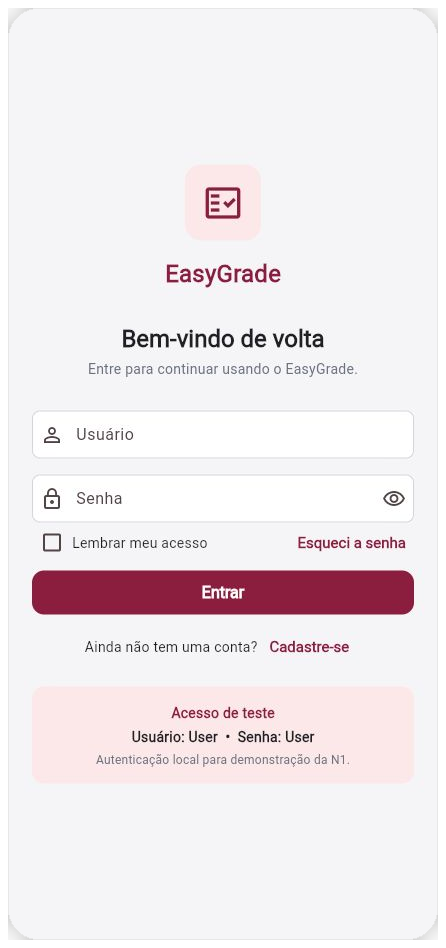 EasyGrade
Bem-vindo de volta
Entre para continuar usando o EasyGrade.
Usuário
Senha
Lembrar meu acesso Esqueci a senha
Entrar
Ainda não tem uma conta? Cadastre-se
Acesso de teste
Usuário: User • Senha: User
Autenticação local para demonstração da N1.